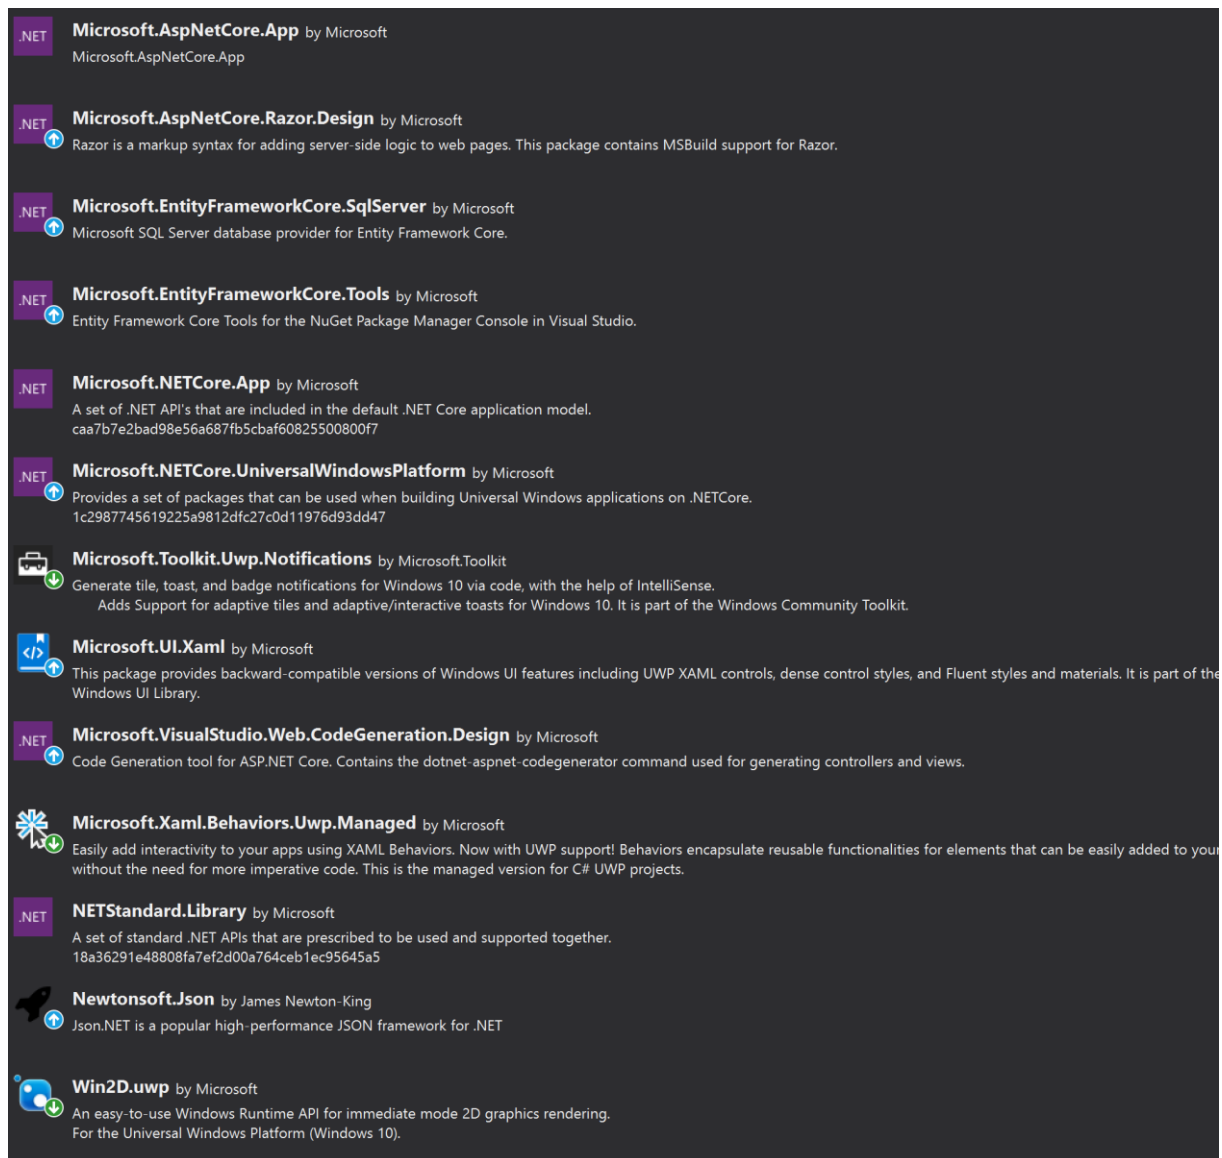 .NET Microsoft.AspNetCore.App by Microsoft
Microsoft.AspNetCore.App
.NET Microsoft.AspNetCore.Razor.Design by Microsoft
Razor is a markup syntax for adding server-side logic to web pages. This package contains MSBuild support for Razor.
.NET Microsoft.EntityFrameworkCore.SqlServer by Microsoft
Microsoft SQL Server database provider for Entity Framework Core.
.NET Microsoft.EntityFrameworkCore.Tools by Microsoft
Entity Framework Core Tools for the NuGet Package Manager Console in Visual Studio.
.NET Microsoft.NETCore.App by Microsoft
A set of .NET API's that are included in the default .NET Core application model.
caa7b7e2bad98e56a687fb5cbaf60825500800f7
.NET Microsoft.NETCore.UniversalWindowsPlatform by Microsoft
Provides a set of packages that can be used when building Universal Windows applications on .NETCore.
1c2987745619225a9812dfc27c0d11976d93dd47
Microsoft.Toolkit.Uwp.Notifications by Microsoft.Toolkit
Generate tile, toast, and badge notifications for Windows 10 via code, with the help of IntelliSense.
Adds Support for adaptive tiles and adaptive/interactive toasts for Windows 10. It is part of the Windows Community Toolkit.
</> Microsoft.UI.Xaml by Microsoft
This package provides backward-compatible versions of Windows UI features including UWP XAML controls, dense control styles, and Fluent styles and materials. It is part of the
Windows UI Library.
.NET Microsoft.VisualStudio.Web.CodeGeneration.Design by Microsoft
Code Generation tool for ASP.NET Core. Contains the dotnet-aspnet-codegenerator command used for generating controllers and views.
Microsoft.Xaml.Behaviors.Uwp.Managed by Microsoft
Easily add interactivity to your apps using XAML Behaviors. Now with UWP support! Behaviors encapsulate reusable functionalities for elements that can be easily added to your
without the need for more imperative code. This is the managed version for C# UWP projects.
.NET NETStandard.Library by Microsoft
A set of standard .NET APIs that are prescribed to be used and supported together.
18a36291e48808fa7ef2d00a764ceb1ec95645a5
Newtonsoft.Json by James Newton-King
Json.NET is a popular high-performance JSON framework for .NET
Win2D.uwp by Microsoft
An easy-to-use Windows Runtime API for immediate mode 2D graphics rendering.
For the Universal Windows Platform (Windows 10).